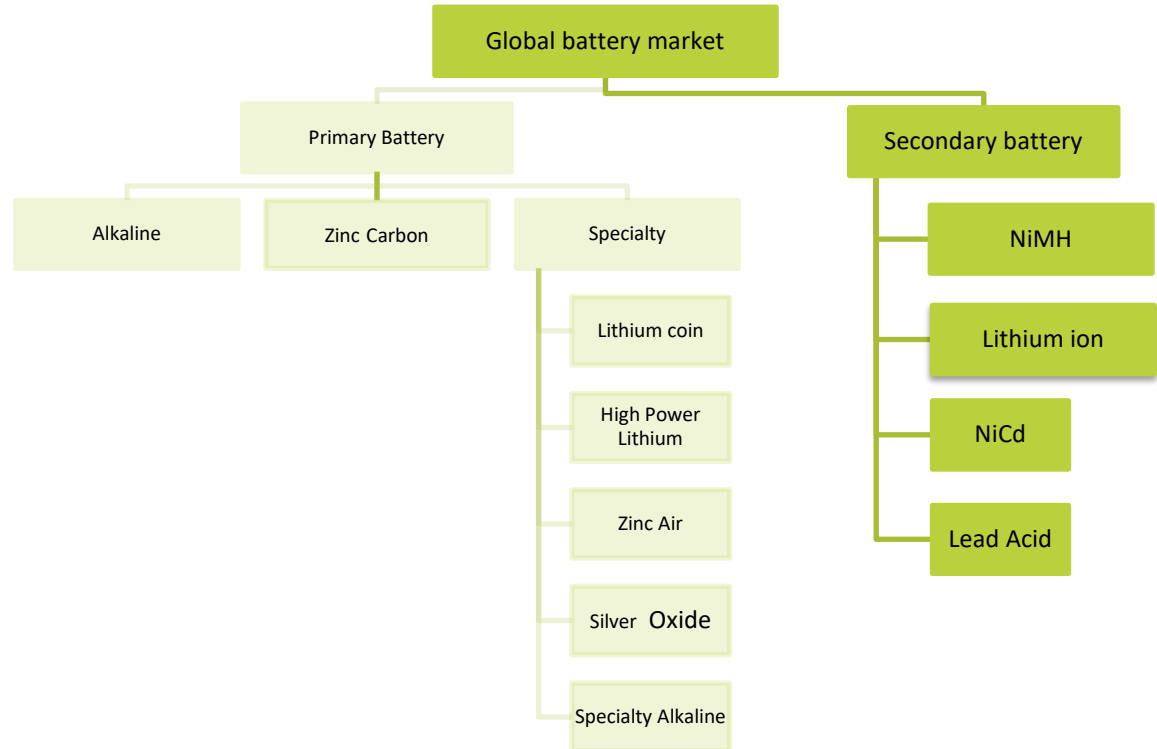 Global battery market
Primary Battery
Secondary battery
Alkaline
Zinc Carbon
Specialty
NiMH
Lithium coin
Lithium ion
High Power
Lithium
NiCd
Zinc Air
Lead Acid
Silver Oxide
Specialty Alkaline